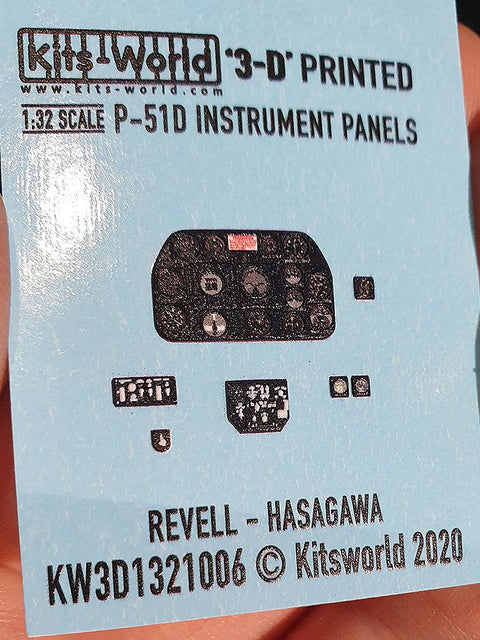 Kits-World '3-D' PRINTED
www.kits-world.com
1:32 SCALE P-51D INSTRUMENT PANELS
REVELL - HASAGAWA
KW3D1321006 © Kitsworld 2020